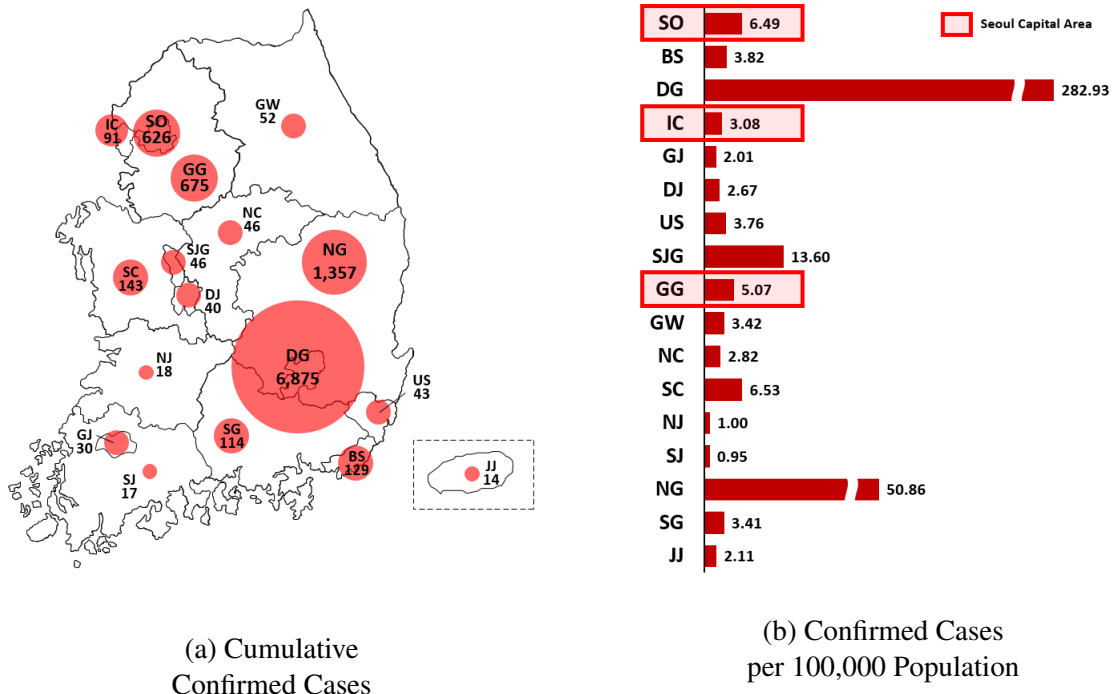 GW
52
IC
91
SO
626
GG
675
NC
46
SJG
46
NG
1,357
SC
143
DJ
40
DG
6,875
NJ
18
US
43
GJ
30
SG
114
BS
129
SJ
17
JJ
14
(a) Cumulative
Confirmed Cases
Seoul Capital Area
SO 6.49
BS 3.82
DG 282.93
IC 3.08
GJ 2.01
DJ 2.67
US 3.76
SJG 13.60
GG 5.07
GW 3.42
NC 2.82
SC 6.53
NJ 1.00
SJ 0.95
NG 50.86
SG 3.41
JJ 2.11
(b) Confirmed Cases
per 100,000 Population